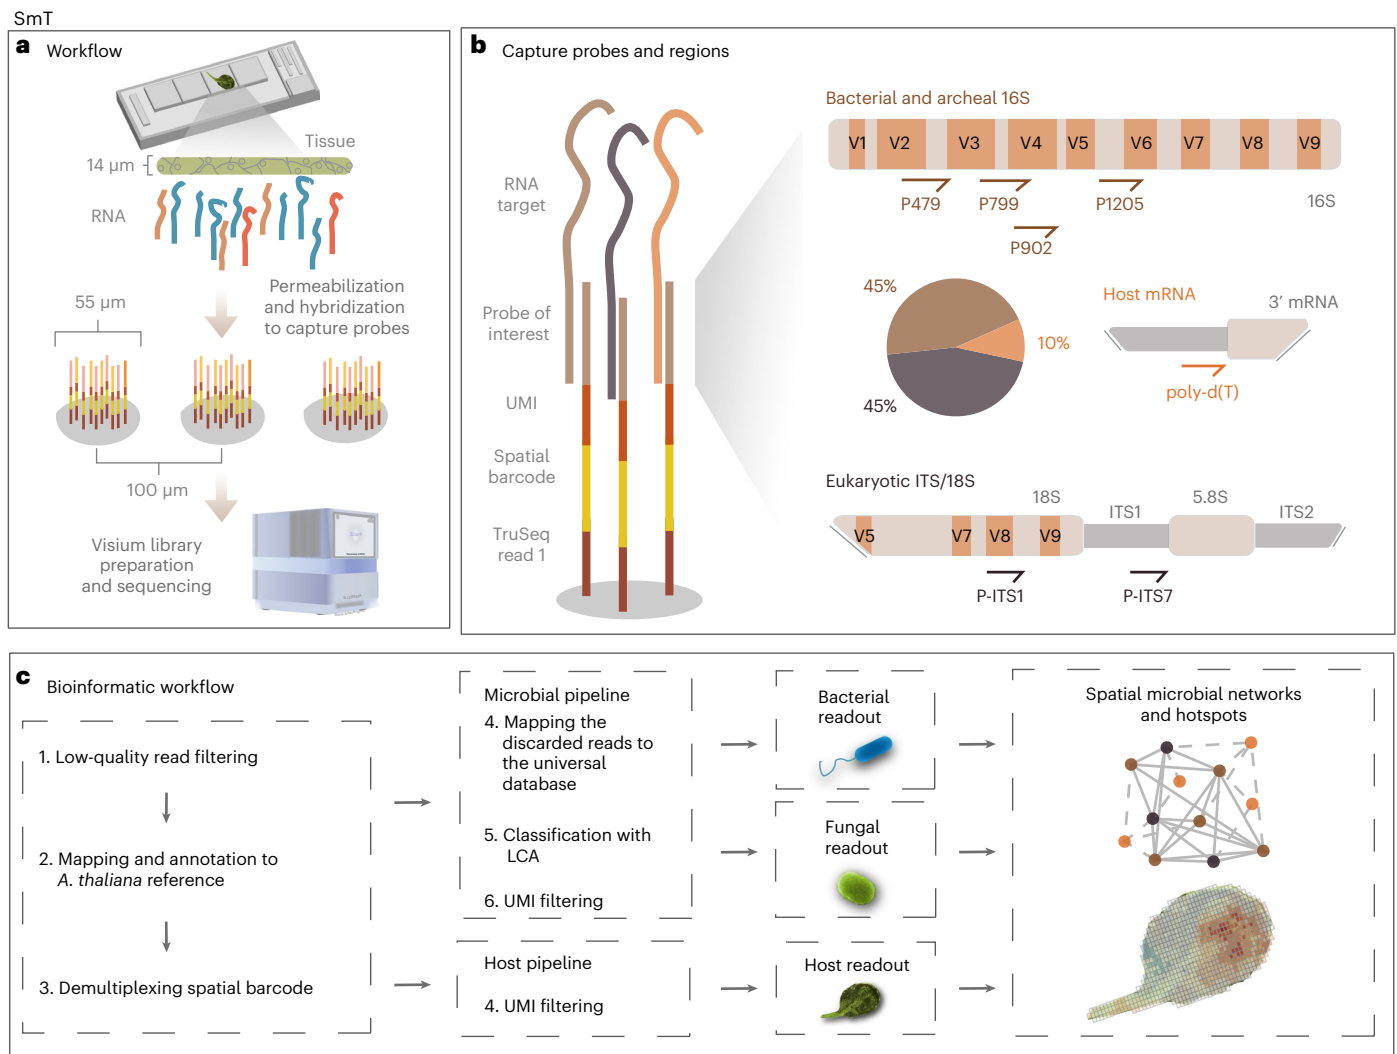 SmT
a Workflow
Tissue
14 µm
RNA
Permeabilization
and hybridization
to capture probes
55 µm
100 µm
Visium library
preparation
and sequencing
b Capture probes and regions
RNA
target
Probe of
interest
UMI
Spatial
barcode
TruSeq
read 1
Bacterial and archeal 16S
V1 V2 V3 V4 V5 V6 V7 V8 V9
P479 P799 P1205 16S
P902
45%
10%
45%
Host mRNA
3′ mRNA
poly-d(T)
Eukaryotic ITS/18S
18S ITS1 5.8S ITS2
V5 V7 V8 V9
P-ITS1 P-ITS7
c Bioinformatic workflow
1. Low-quality read filtering
2. Mapping and annotation to
A. thaliana reference
3. Demultiplexing spatial barcode
Microbial pipeline
4. Mapping the
discarded reads to
the universal
database
5. Classification with
LCA
6. UMI filtering
Host pipeline
4. UMI filtering
Bacterial
readout
Fungal
readout
Host readout
Spatial microbial networks
and hotspots